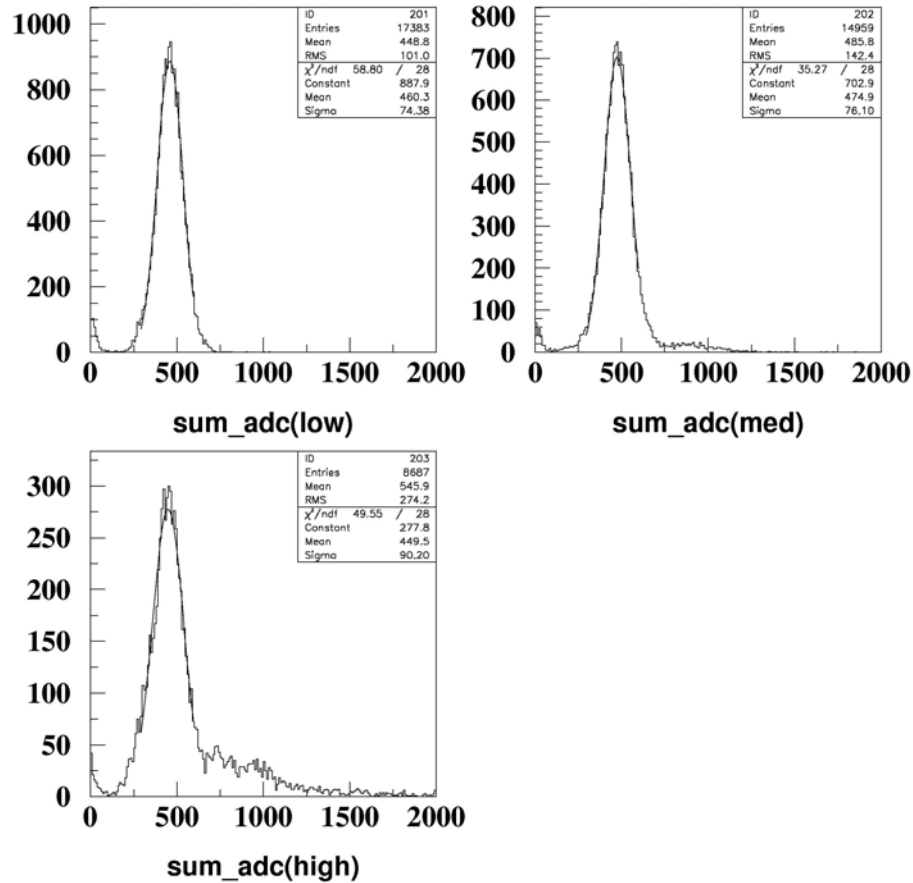 ID 201
Entries 17383
Mean 448.8
RMS 101.0
χ²/ndf 58.80 / 28
Constant 887.9
Mean 460.3
Sigma 74.38
1000
800
600
400
200
0
0 500 1000 1500 2000
sum_adc(low)
ID 202
Entries 14959
Mean 485.8
RMS 142.4
χ²/ndf 35.27 / 28
Constant 702.9
Mean 474.9
Sigma 76.10
800
700
600
500
400
300
200
100
0
0 500 1000 1500 2000
sum_adc(med)
ID 203
Entries 8687
Mean 545.9
RMS 274.2
χ²/ndf 49.55 / 28
Constant 277.8
Mean 449.5
Sigma 90.20
300
250
200
150
100
50
0
0 500 1000 1500 2000
sum_adc(high)